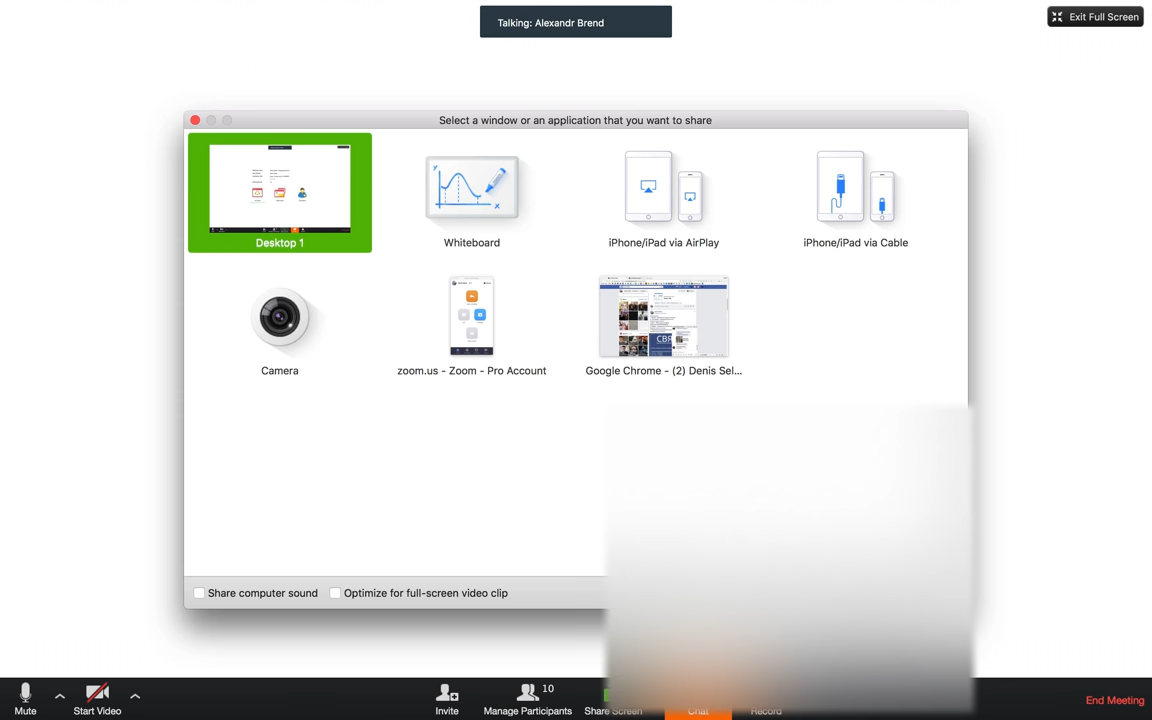 Talking: Alexandr Brend
Exit Full Screen
Select a window or an application that you want to share
Desktop 1
Whiteboard
iPhone/iPad via AirPlay
iPhone/iPad via Cable
Camera
zoom.us - Zoom - Pro Account
Google Chrome - (2) Denis Sel...
Share computer sound
Optimize for full-screen video clip
Mute
Start Video
Invite
10
Manage Participants
Share Screen
Chat
Record
End Meeting